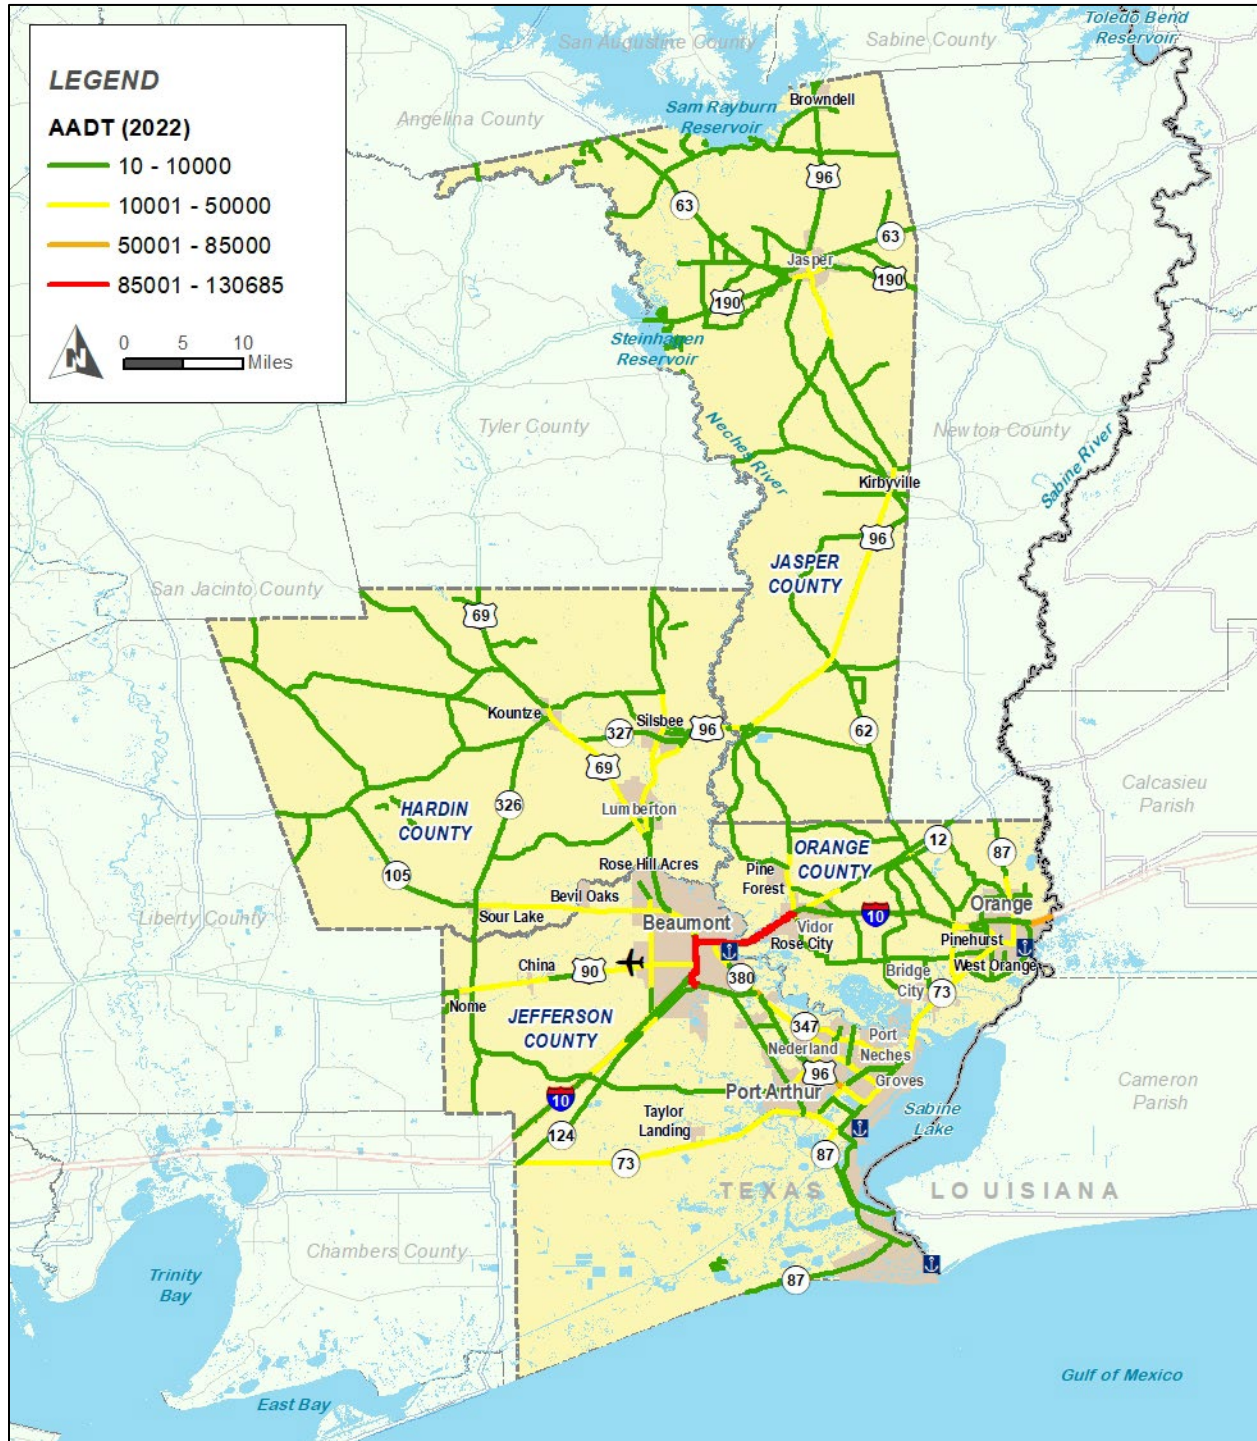 LEGEND
AADT (2022)
10 - 10000
10001 - 50000
50001 - 85000
85001 - 130685
N
0 5 10
Miles
Toledo Bend
Reservoir
San Augustine County
Sabine County
Angelina County
Sam Rayburn
Reservoir
Browndell
96
63
63
Jasper
190
190
Steinhagen
Reservoir
Tyler County
Neches River
Newton County
Sabine River
Kirbyville
96
JASPER
COUNTY
San Jacinto County
69
Kountze
Silsbee
327
96
62
69
Calcasieu
Parish
HARDIN
COUNTY
326
Lumberton
ORANGE
COUNTY
12
87
Rose Hill Acres
Pine
Forest
105
Bevil Oaks
Liberty County
Sour Lake
Beaumont
Vidor
10
Orange
Rose City
Pinehurst
West Orange
China
90
380
Bridge
City
73
Nome
JEFFERSON
COUNTY
347
Port
Neches
Nederland
96
Groves
Port Arthur
10
Taylor
Landing
Sabine
Lake
Cameron
Parish
124
73
87
TEXAS
LOUISIANA
Chambers County
Trinity
Bay
87
East Bay
Gulf of Mexico